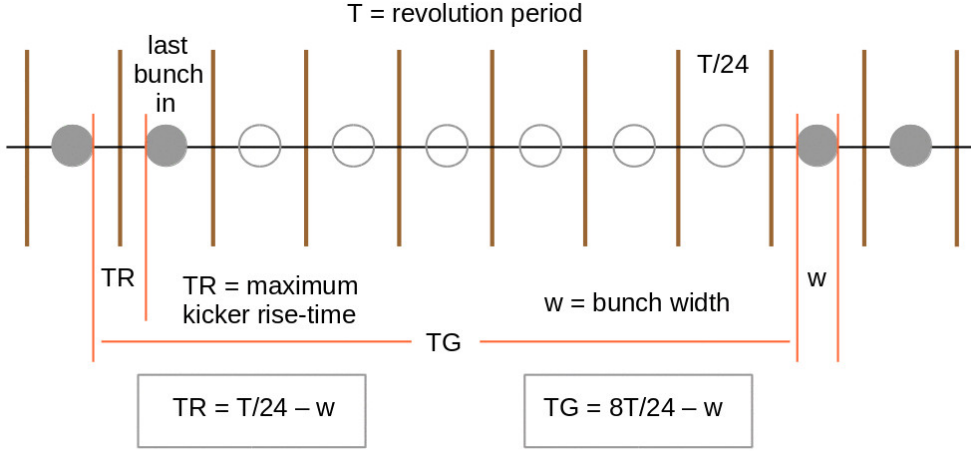 T = revolution period
last
bunch
in
T/24
TR
TR = maximum
kicker rise-time
w = bunch width
w
TG
TR = T/24 – w
TG = 8T/24 – w